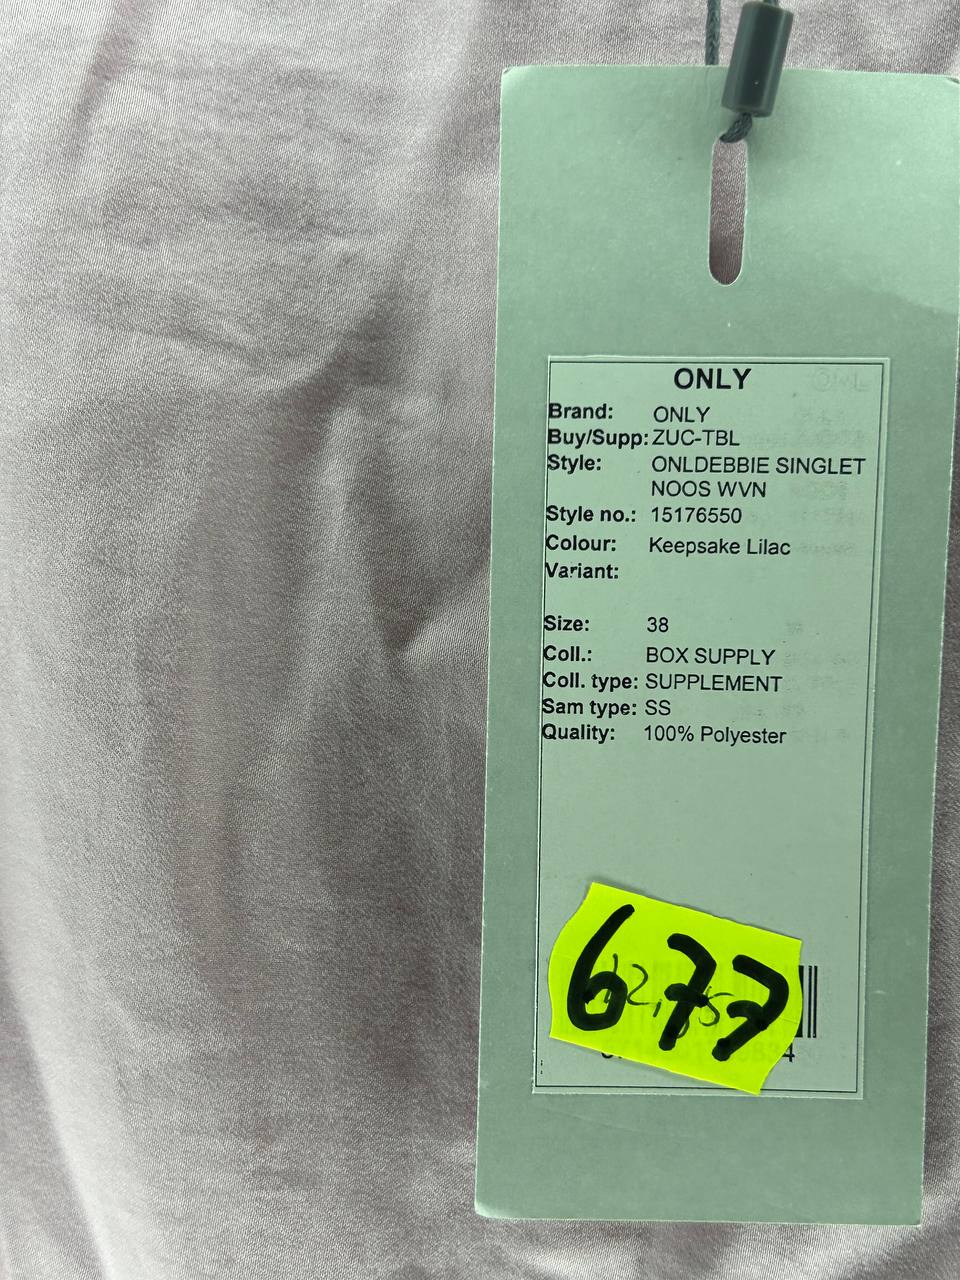 ONLY
Brand: ONLY
Buy/Supp: ZUC-TBL
Style: ONLDEBBIE SINGLET
NOOS WVN
Style no.: 15176550
Colour: Keepsake Lilac
Variant:
Size: 38
Coll.: BOX SUPPLY
Coll. type: SUPPLEMENT
Sam type: SS
Quality: 100% Polyester
677